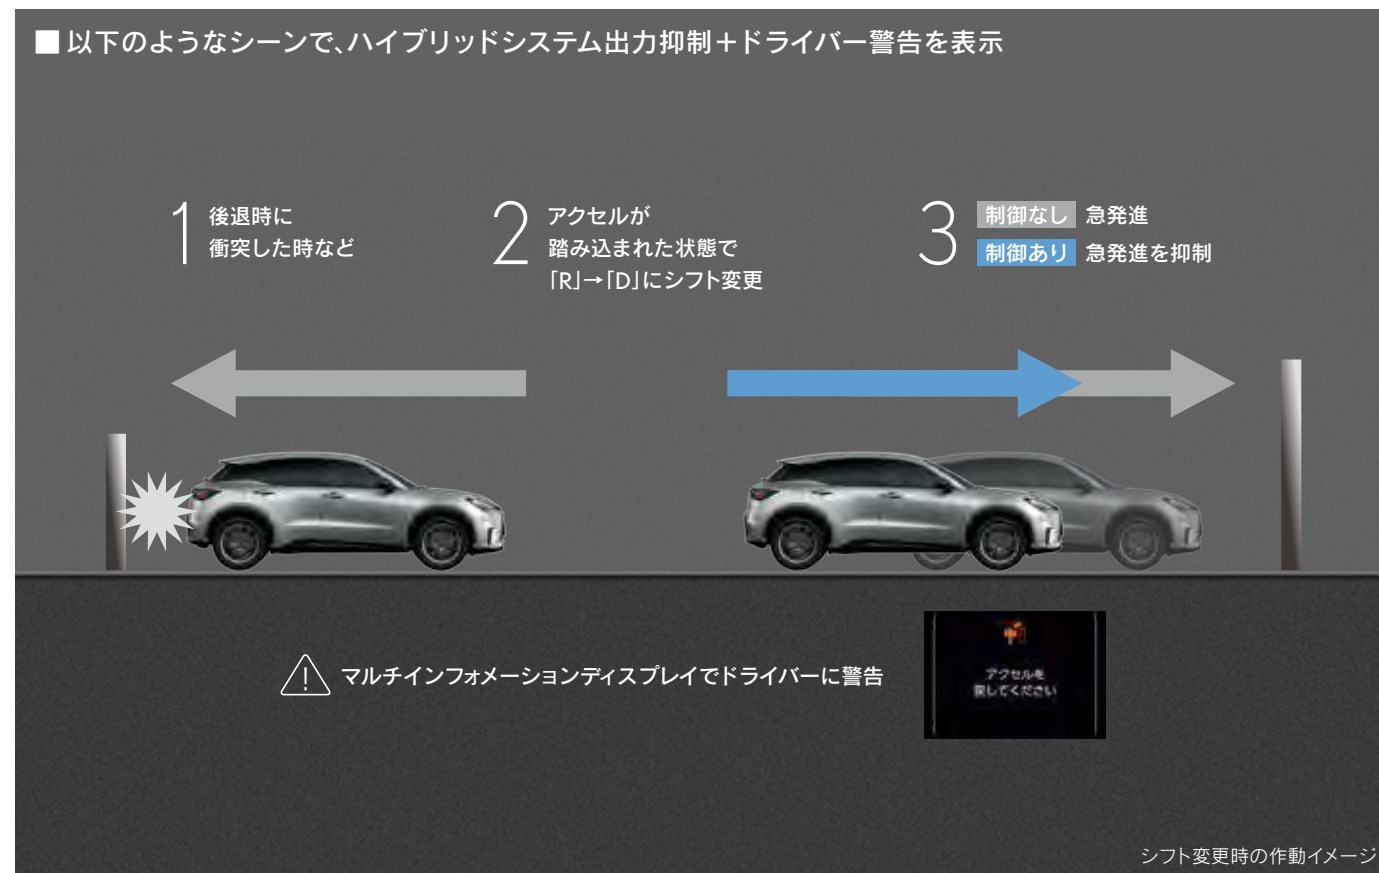 ■以下のようなシーンで、ハイブリッドシステム出力抑制＋ドライバー警告を表示
1
後退時に
衝突した時など
2
アクセルが
踏み込まれた状態で
「R」→「D」にシフト変更
3
制御なし 急発進
制御あり 急発進を抑制
マルチインフォメーションディスプレイでドライバーに警告
アクセルを
戻してください
シフト変更時の作動イメージ